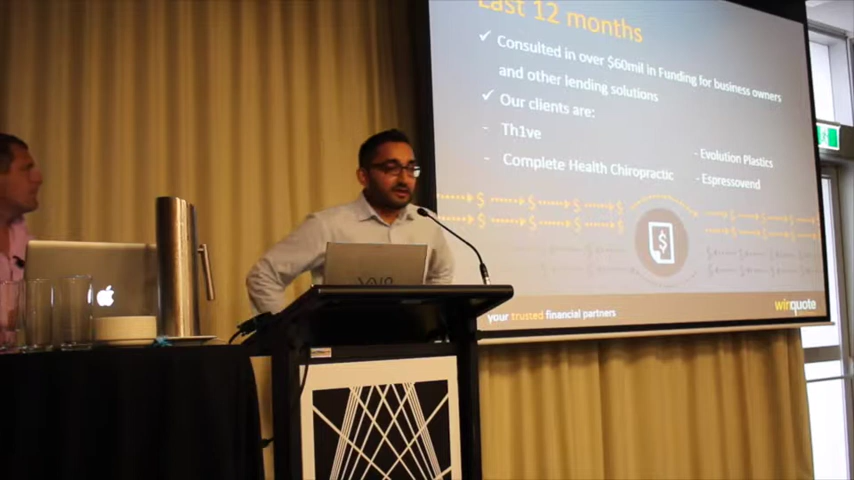 Last 12 months
✓ Consulted in over $60mil in Funding for business owners
and other lending solutions
✓ Our clients are:
- Th1ve
- Complete Health Chiropractic
- Evolution Plastics
- Espressovend
your trusted financial partners
wirquote
VAIO